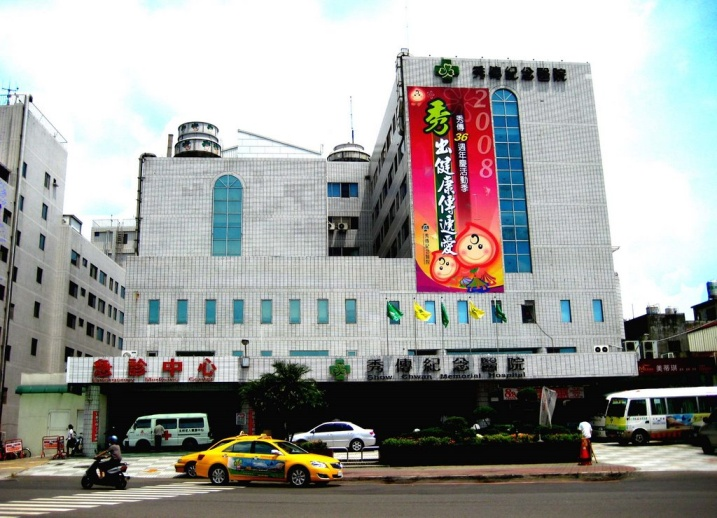 秀傳紀念醫院
2008
秀傳36週年慶活動季
秀出健康傳遞愛
急診中心
秀傳紀念醫院
Show Chwan Memorial Hospital